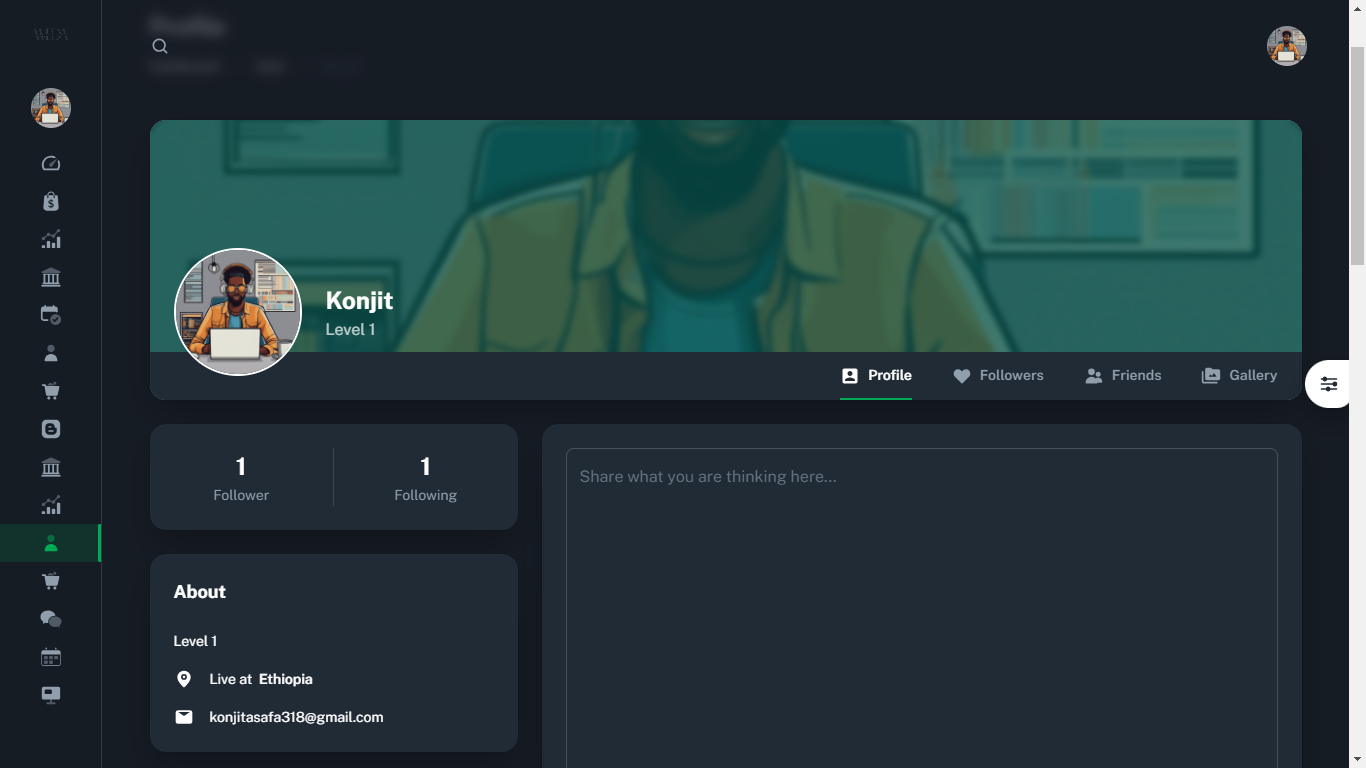 Konjit
Level 1
Profile
Followers
Friends
Gallery
1
Follower
1
Following
Share what you are thinking here...
About
Level 1
Live at Ethiopia
konjitasafa318@gmail.com